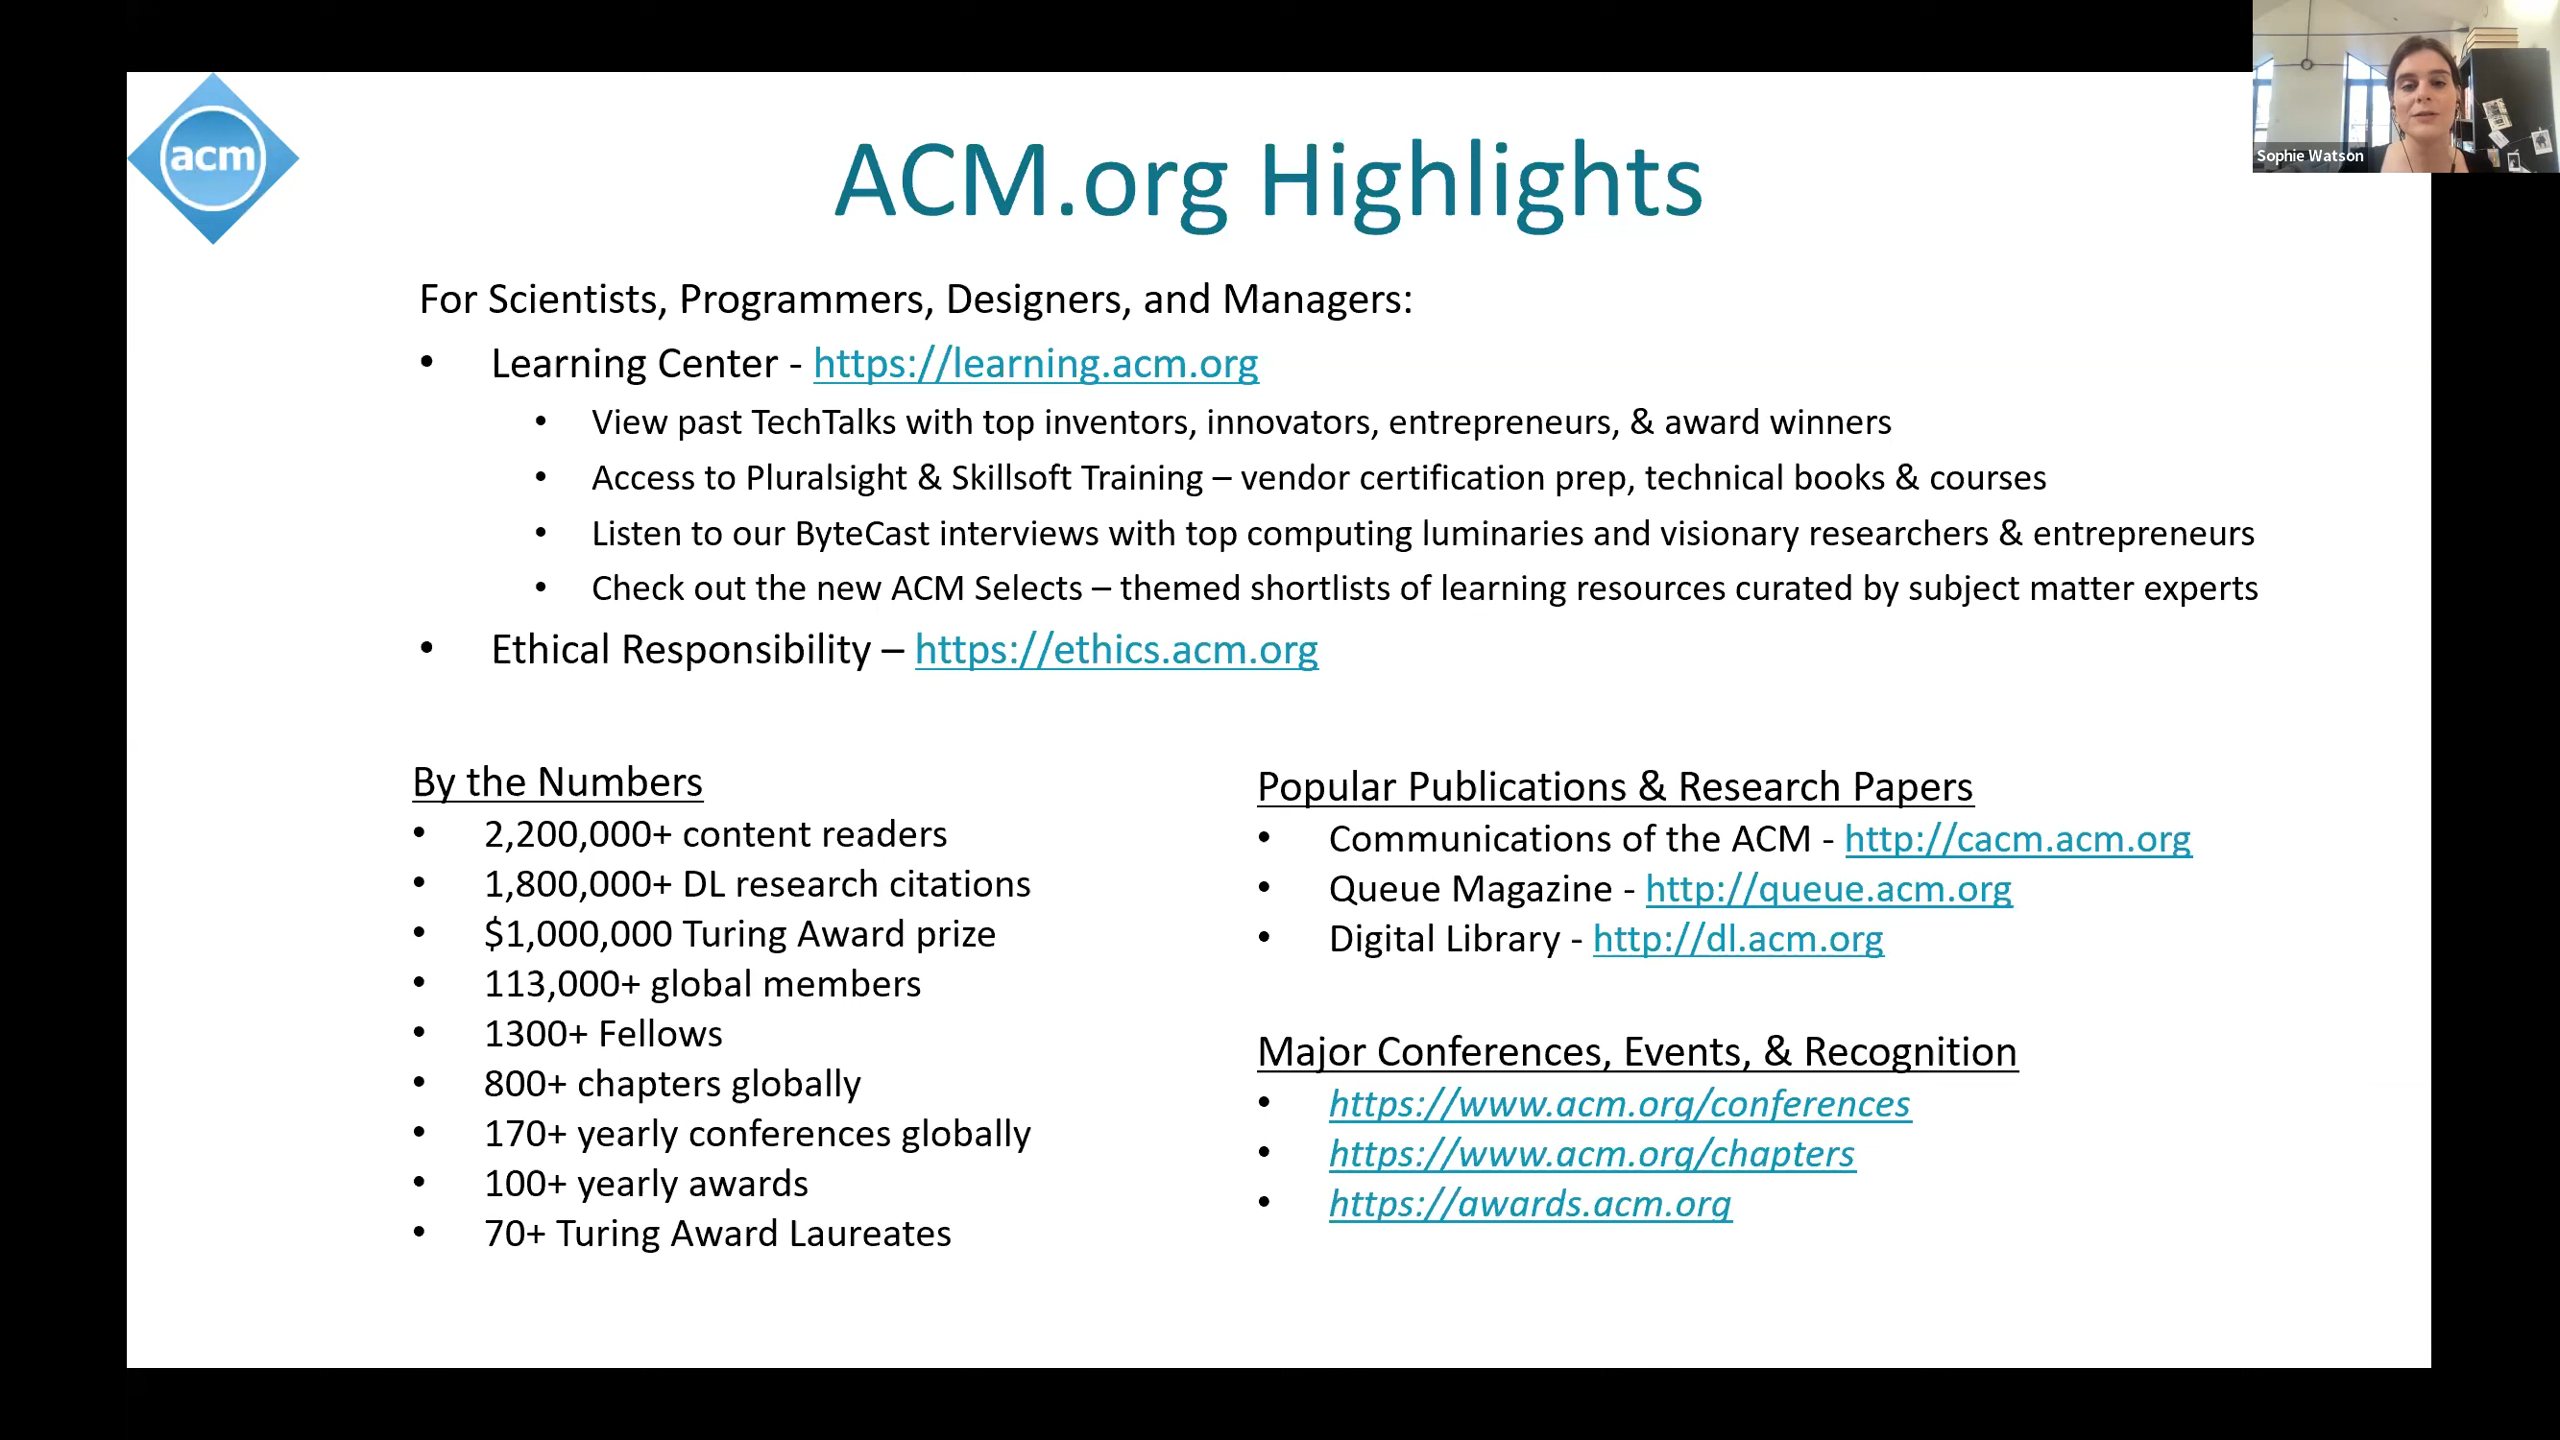 acm
Sophie Watson
ACM.org Highlights
For Scientists, Programmers, Designers, and Managers:
• Learning Center - https://learning.acm.org
• View past TechTalks with top inventors, innovators, entrepreneurs, & award winners
• Access to Pluralsight & Skillsoft Training – vendor certification prep, technical books & courses
• Listen to our ByteCast interviews with top computing luminaries and visionary researchers & entrepreneurs
• Check out the new ACM Selects – themed shortlists of learning resources curated by subject matter experts
• Ethical Responsibility – https://ethics.acm.org
By the Numbers
• 2,200,000+ content readers
• 1,800,000+ DL research citations
• $1,000,000 Turing Award prize
• 113,000+ global members
• 1300+ Fellows
• 800+ chapters globally
• 170+ yearly conferences globally
• 100+ yearly awards
• 70+ Turing Award Laureates
Popular Publications & Research Papers
• Communications of the ACM - http://cacm.acm.org
• Queue Magazine - http://queue.acm.org
• Digital Library - http://dl.acm.org
Major Conferences, Events, & Recognition
• https://www.acm.org/conferences
• https://www.acm.org/chapters
• https://awards.acm.org